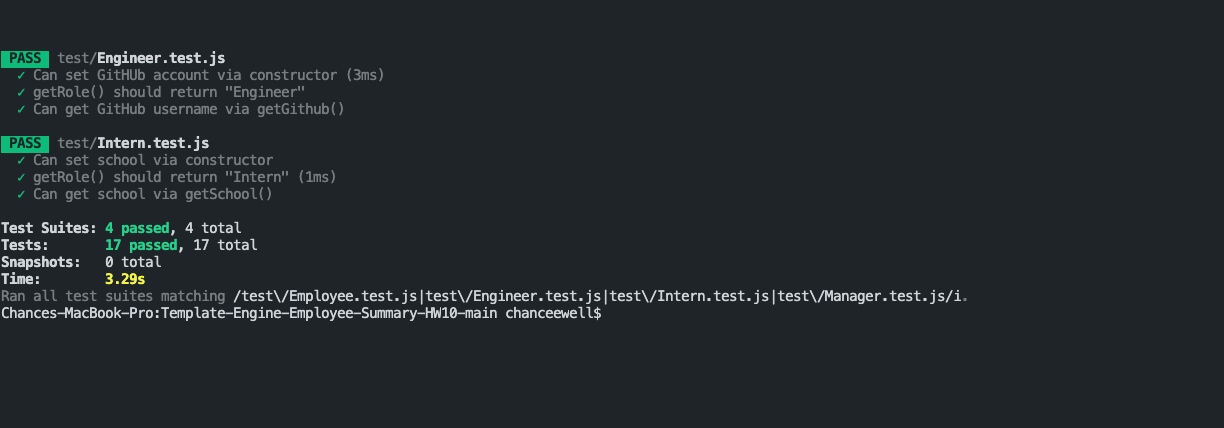 PASS test/Engineer.test.js
✓ Can set GitHUb account via constructor (3ms)
✓ getRole() should return "Engineer"
✓ Can get GitHub username via getGithub()
PASS test/Intern.test.js
✓ Can set school via constructor
✓ getRole() should return "Intern" (1ms)
✓ Can get school via getSchool()
Test Suites: 4 passed, 4 total
Tests: 17 passed, 17 total
Snapshots: 0 total
Time: 3.29s
Ran all test suites matching /test\/Employee.test.js|test\/Engineer.test.js|test\/Intern.test.js|test\/Manager.test.js/i.
Chances-MacBook-Pro:Template-Engine-Employee-Summary-HW10-main chanceewell$